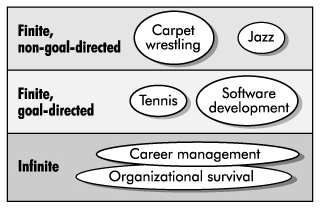 Finite,
non-goal-directed
Carpet
wrestling
Jazz
Finite,
goal-directed
Tennis
Software
development
Infinite
Career management
Organizational survival